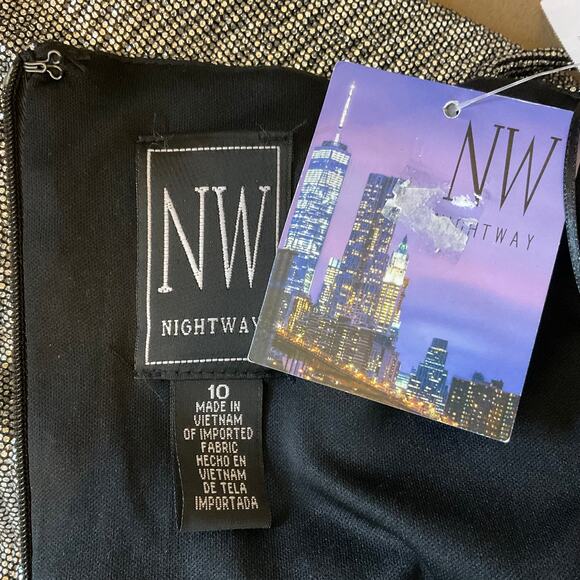 NW
NIGHTWAY
10
MADE IN
VIETNAM
OF IMPORTED
FABRIC
HECHO EN
VIETNAM
DE TELA
IMPORTADA
NW
NIGHTWAY